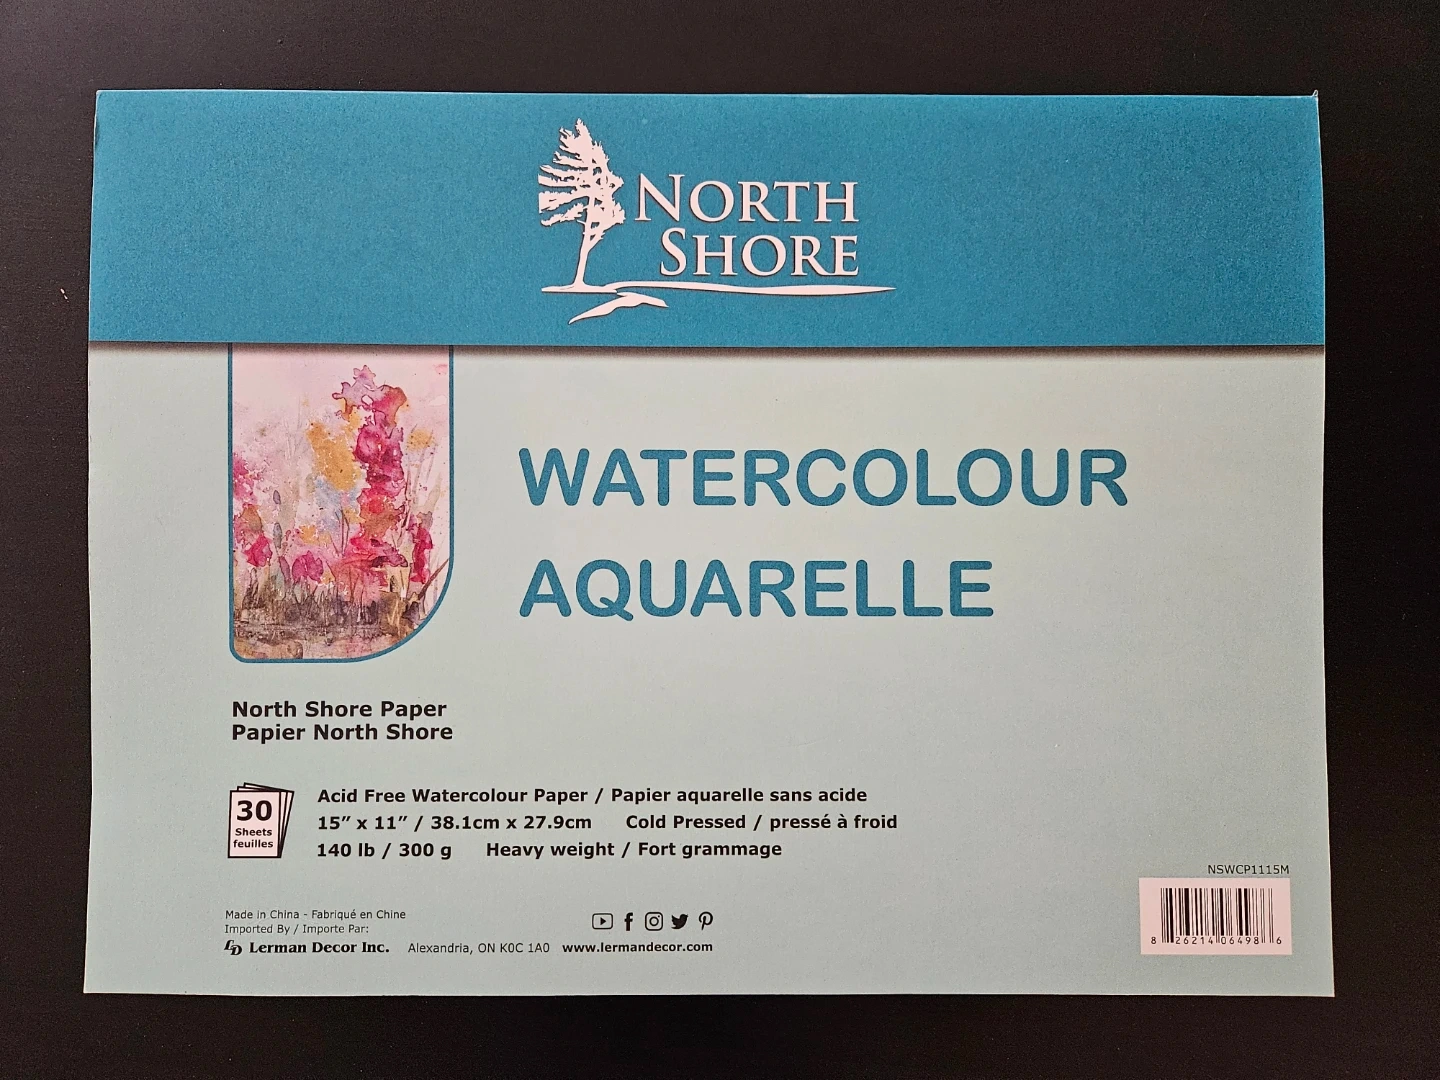 NORTH
SHORE
WATERCOLOUR
AQUARELLE
North Shore Paper
Papier North Shore
30
Sheets
feuilles
Acid Free Watercolour Paper / Papier aquarelle sans acide
15” x 11” / 38.1cm x 27.9cm Cold Pressed / pressé à froid
140 lb / 300 g Heavy weight / Fort grammage
NSWCP1115M
8 26214 06498 6
Made in China - Fabriqué en Chine
Imported By / Importe Par:
LD Lerman Decor Inc. Alexandria, ON K0C 1A0 www.lermandecor.com